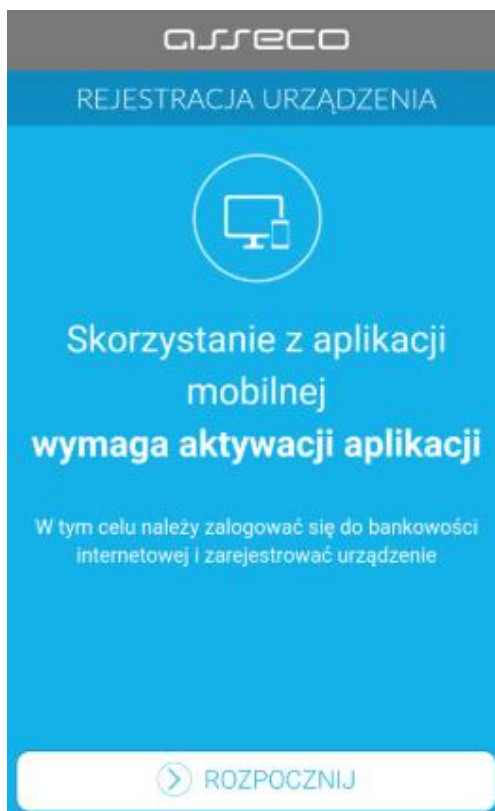 asseco
REJESTRACJA URZĄDZENIA
Skorzystanie z aplikacji
mobilnej
wymaga aktywacji aplikacji
W tym celu należy zalogować się do bankowości
internetowej i zarejestrować urządzenie
ROZPOCZNIJ